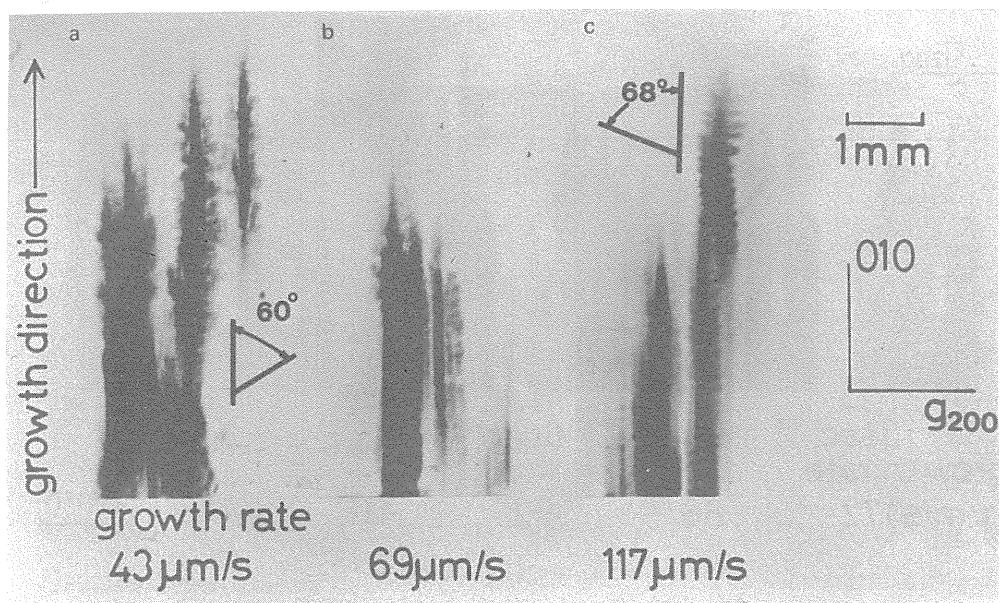 a
b
c
growth direction
60°
68°
1mm
010
g200
growth rate
43µm/s
69µm/s
117µm/s